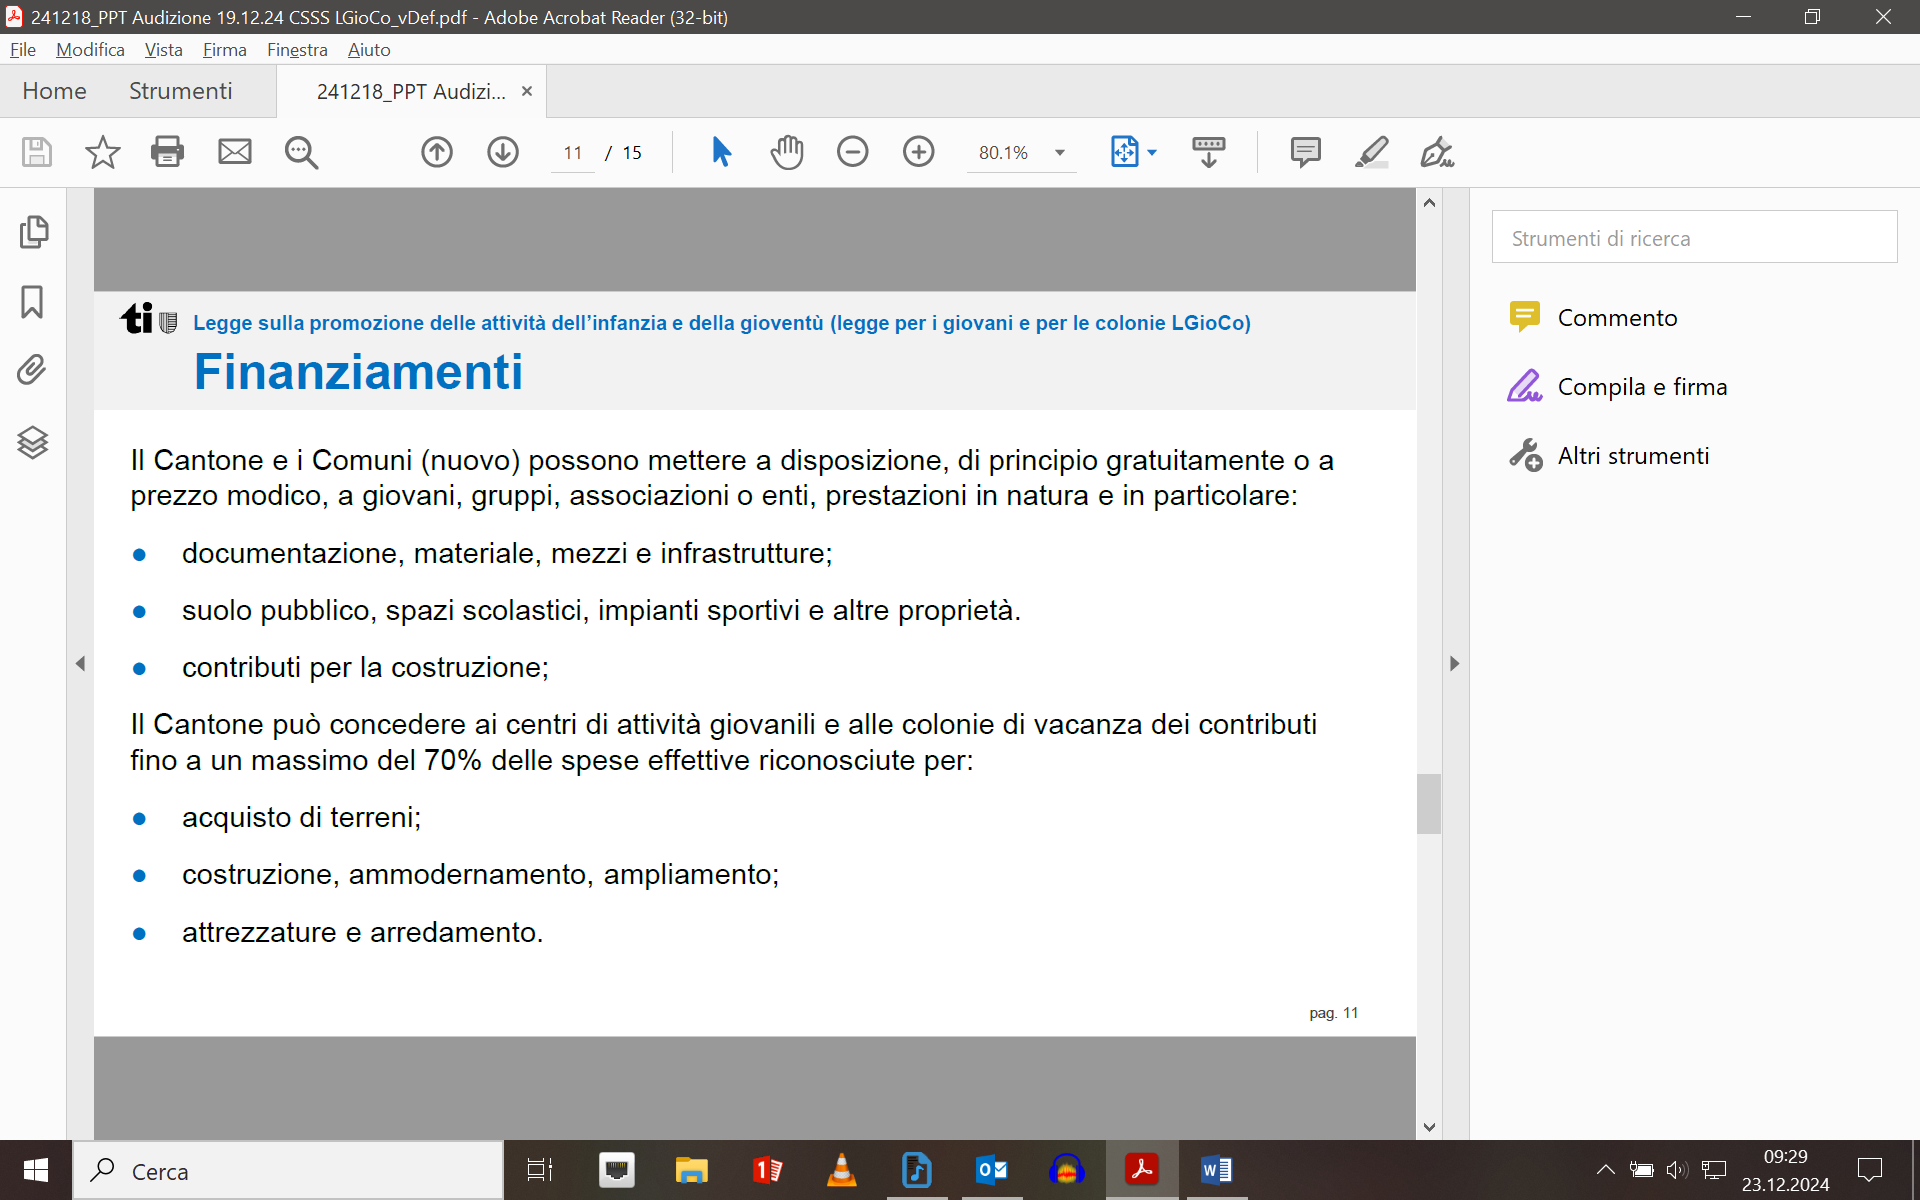 241218_PPT Audizione 19.12.24 CSSS LGioCo_vDef.pdf - Adobe Acrobat Reader (32-bit)
File Modifica Vista Firma Finestra Aiuto
Home Strumenti 241218_PPT Audizi... ×
11 / 15 80.1%
Strumenti di ricerca
Commento
Compila e firma
Altri strumenti
ti Legge sulla promozione delle attività dell'infanzia e della gioventù (legge per i giovani e per le colonie LGioCo)
Finanziamenti
Il Cantone e i Comuni (nuovo) possono mettere a disposizione, di principio gratuitamente o a
prezzo modico, a giovani, gruppi, associazioni o enti, prestazioni in natura e in particolare:
● documentazione, materiale, mezzi e infrastrutture;
● suolo pubblico, spazi scolastici, impianti sportivi e altre proprietà.
● contributi per la costruzione;
Il Cantone può concedere ai centri di attività giovanili e alle colonie di vacanza dei contributi
fino a un massimo del 70% delle spese effettive riconosciute per:
● acquisto di terreni;
● costruzione, ammodernamento, ampliamento;
● attrezzature e arredamento.
pag. 11
Cerca
09:29
23.12.2024